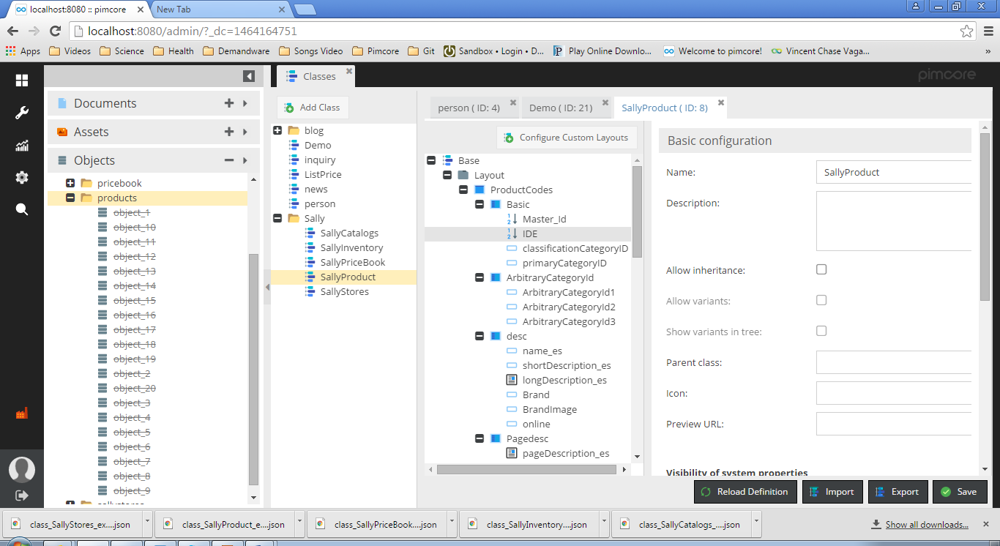 localhost:8080 :: pimcore
New Tab
localhost:8080/admin/?_dc=1464164751
Apps
Videos
Science
Health
Demandware
Songs Video
Pimcore
Git
Sandbox • Login • D...
Play Online Downlo...
Welcome to pimcore!
Vincent Chase Vaga...
»
Classes
pimcore
Documents
Assets
Objects
pricebook
products
object_1
object_10
object_11
object_12
object_13
object_14
object_15
object_16
object_17
object_18
object_19
object_2
object_20
object_3
object_4
object_5
object_6
object_7
object_8
object_9
sallystores
Add Class
blog
Demo
inquiry
ListPrice
news
person
Sally
SallyCatalogs
SallyInventory
SallyPriceBook
SallyProduct
SallyStores
person ( ID: 4)
Demo ( ID: 21)
SallyProduct ( ID: 8)
Configure Custom Layouts
Base
Layout
ProductCodes
Basic
Master_Id
IDE
classificationCategoryID
primaryCategoryID
ArbitraryCategoryId
ArbitraryCategoryId1
ArbitraryCategoryId2
ArbitraryCategoryId3
desc
name_es
shortDescription_es
longDescription_es
Brand
BrandImage
online
Pagedesc
pageDescription_es
Basic configuration
Name:
SallyProduct
Description:
Allow inheritance:
Allow variants:
Show variants in tree:
Parent class:
Icon:
Preview URL:
Visibility of system properties
Reload Definition
Import
Export
Save
class_SallyStores_ex....json
class_SallyProduct_e....json
class_SallyPriceBook....json
class_SallyInventory....json
class_SallyCatalogs_....json
Show all downloads...